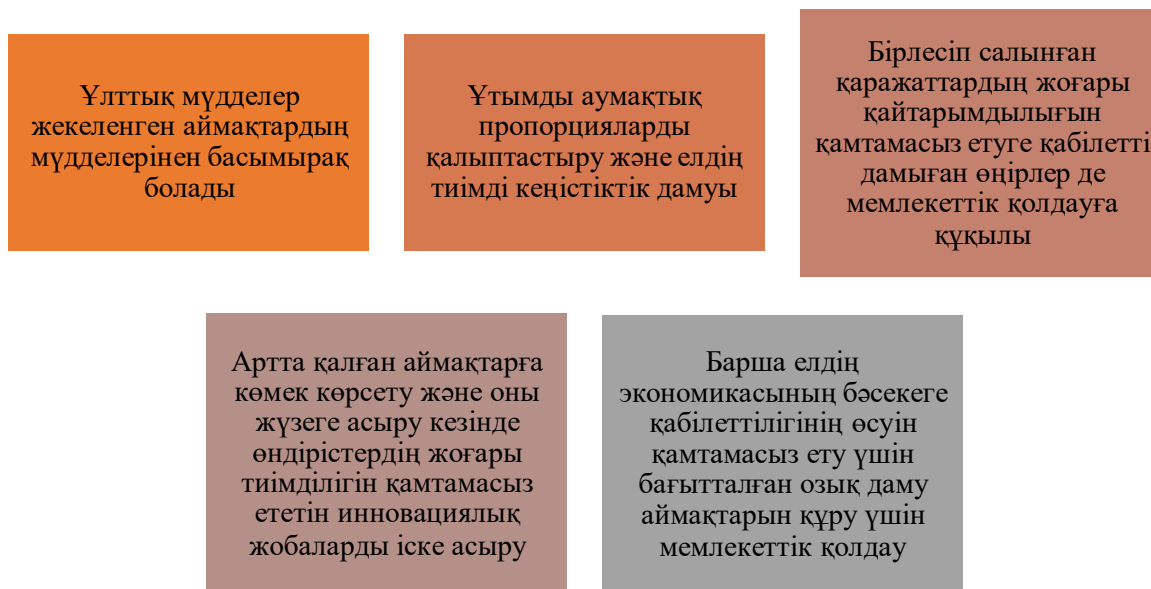 Ұлттық мүдделер
жекеленген аймақтардың
мүдделерінен басымырақ
болады
Ұтымды аумақтық
пропорцияларды
қалыптастыру және елдің
тиімді кеңістіктік дамуы
Бірлесіп салынған
қаражаттардың жоғары
қайтарымдылығын
қамтамасыз етуге қабілетті
дамыған өңірлер де
мемлекеттік қолдауға
құқылы
Артта қалған аймақтарға
көмек көрсету және оны
жүзеге асыру кезінде
өндірістердің жоғары
тиімділігін қамтамасыз
ететін инновациялық
жобаларды іске асыру
Барша елдің
экономикасының бәсекеге
қабілеттілігінің өсуін
қамтамасыз ету үшін
бағытталған озық даму
аймақтарын құру үшін
мемлекеттік қолдау